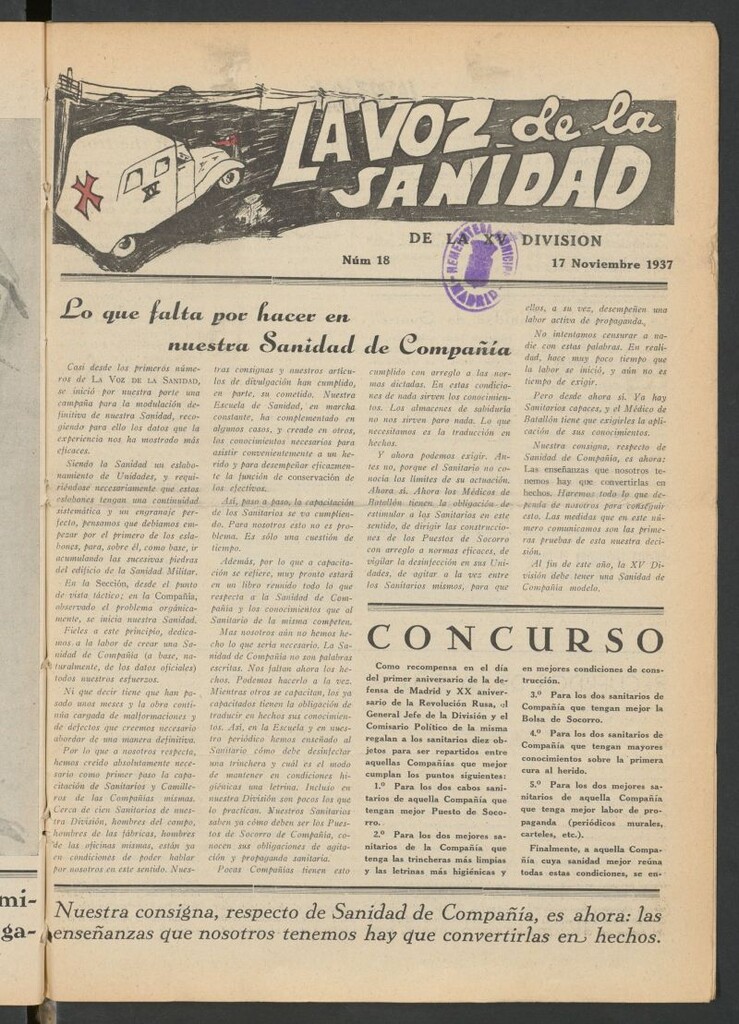 LA VOZ de la
SANIDAD
DE LA XV DIVISION
Núm 18
17 Noviembre 1937
XV
HEMEROTECA MUNICIPAL
MADRID
Lo que falta por hacer en
nuestra Sanidad de Compañía
Casi desde los primeros núme-
ros de LA VOZ DE LA SANIDAD,
se inició por nuestra parte una
campaña para la modulación de-
finitiva de nuestra Sanidad, reco-
giendo para ello los datos que la
experiencia nos ha mostrado más
eficaces.
Siendo la Sanidad un eslabo-
namiento de Unidades, y requi-
riéndose necesariamente que estos
eslabones tengan una continuidad
sistemática y un engranaje per-
fecto, pensamos que debíamos em-
pezar por el primero de los esla-
bones, para, sobre él, como base, ir
acumulando las sucesivas piedras
del edificio de la Sanidad Militar.
En la Sección, desde el punto
de vista táctico; en la Compañía,
observado el problema orgánica-
mente, se inicia nuestra Sanidad.
Fieles a este principio, dedica-
mos a la labor de crear una Sa-
nidad de Compañía (a base, na-
turalmente, de los datos oficiales)
todos nuestros esfuerzos.
Ni que decir tiene que han pa-
sado unos meses y la obra conti-
núa cargada de malformaciones y
de defectos que creemos necesario
abordar de una manera definitiva.
Por lo que a nosotros respecta,
hemos creído absolutamente nece-
sario como primer paso la capa-
citación de Sanitarios y Camille-
ros de las Compañías mismas.
Cerca de cien Sanitarios de nues-
tra División, hombres del campo,
hombres de las fábricas, hombres
de las oficinas mismas, están ya
en condiciones de poder hablar
por nosotros en este sentido. Nues-
tras consignas y nuestros artícu-
los de divulgación han cumplido,
en parte, su cometido. Nuestra
Escuela de Sanidad, en marcha
constante, ha complementado en
algunos casos, y creado en otros,
los conocimientos necesarios para
asistir convenientemente a un he-
rido y para desempeñar eficazmen-
te la función de conservación de
los efectivos.
Así, paso a paso, la capacitación
de los Sanitarios se va cumplien-
do. Para nosotros esto no es pro-
blema. Es sólo una cuestión de
tiempo.
Además, por lo que a capacita-
ción se refiere, muy pronto estará
en un libro reunido todo lo que
respecta a la Sanidad de Com-
pañía y los conocimientos que al
Sanitario de la misma competen.
Mas nosotros aún no hemos he-
cho lo que sería necesario. La Sa-
nidad de Compañía no son palabras
escritas. Nos faltan ahora los he-
chos. Podemos hacerlo a la vez.
Mientras otros se capacitan, los ya
capacitados tienen la obligación de
traducir en hechos sus conocimien-
tos. Así, en la Escuela y en nues-
tro periódico hemos enseñado al
Sanitario cómo debe desinfectar
una trinchera y cuál es el modo
de mantener en condiciones hi-
giénicas una letrina. Incluso en
nuestra División son pocos los que
lo practican. Nuestros Sanitarios
saben ya cómo deben ser los Pues-
tos de Socorro de Compañía, co-
nocen sus obligaciones de agita-
ción y propaganda sanitaria.
Pocas Compañías tienen esto
cumplido con arreglo a las nor-
mas dictadas. En estas condicio-
nes de nada sirven los conocimien-
tos. Los almacenes de sabiduría
no nos sirven para nada. Lo que
necesitamos es la traducción en
hechos.
Y ahora podemos exigir. An-
tes no, porque el Sanitario no co-
nocía los límites de su actuación.
Ahora sí. Ahora los Médicos de
Batallón tienen la obligación de
estimular a los Sanitarios en este
sentido, de dirigir las construccio-
nes de los Puestos de Socorro
con arreglo a normas eficaces, de
vigilar la desinfección en sus Uni-
dades, de agitar a la vez entre
los Sanitarios mismos, para que
ellos, a su vez, desempeñen una
labor activa de propaganda.
No intentamos censurar a na-
die con estas palabras. En reali-
dad, hace muy poco tiempo que
la labor se inició, y aún no es
tiempo de exigir.
Pero desde ahora sí. Ya hay
Sanitarios capaces, y el Médico de
Batallón tiene que exigirles la apli-
cación de sus conocimientos.
Nuestra consigna, respecto de
Sanidad de Compañía, es ahora:
Las enseñanzas que nosotros te-
nemos hay que convertirlas en
hechos. Haremos todo lo que de-
penda de nosotros para conseguir
esto. Las medidas que en este nú-
mero comunicamos son las prime-
ras pruebas de esta nuestra deci-
sión.
Al fin de este año, la XV Di-
visión debe tener una Sanidad de
Compañía modelo.
CONCURSO
Como recompensa en el día
del primer aniversario de la de-
fensa de Madrid y XX aniver-
sario de la Revolución Rusa, el
General Jefe de la División y el
Comisario Político de la misma
regalan a los sanitarios diez ob-
jetos para ser repartidos entre
aquellas Compañías que mejor
cumplan los puntos siguientes:
1.º Para los dos cabos sani-
tarios de aquella Compañía que
tengan mejor Puesto de Soco-
rro.
2.º Para los dos mejores sa-
nitarios de la Compañía que
tenga las trincheras más limpias
y las letrinas más higiénicas y
en mejores condiciones de cons-
trucción.
3.º Para los dos sanitarios de
Compañía que tengan mejor la
Bolsa de Socorro.
4.º Para los dos sanitarios de
Compañía que tengan mayores
conocimientos sobre la primera
cura al herido.
5.º Para los dos mejores sa-
nitarios de aquella Compañía
que tenga mejor labor de pro-
paganda (periódicos murales,
carteles, etc.).
Finalmente, a aquella Compa-
ñía cuya sanidad mejor reúna
todas estas condiciones, se en-
mi-
ga-
Nuestra consigna, respecto de Sanidad de Compañía, es ahora: las
enseñanzas que nosotros tenemos hay que convertirlas en hechos.